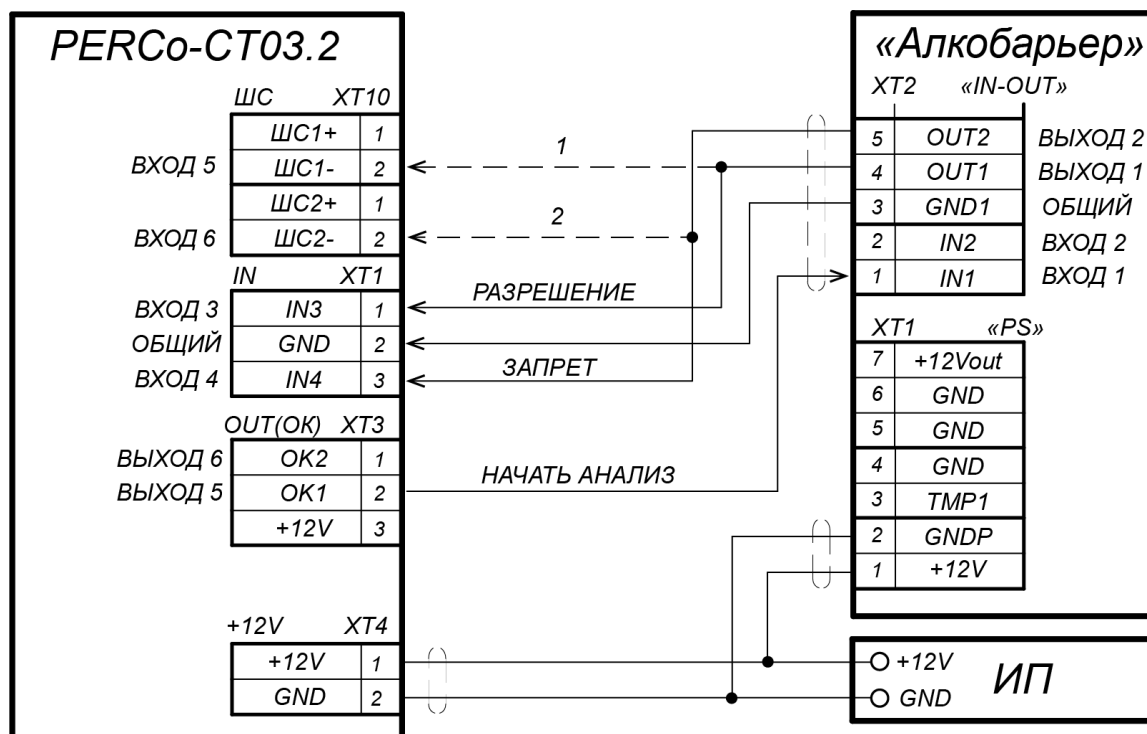 PERCo-CT03.2
ШС XT10
ШС1+ 1
ВХОД 5 ШС1- 2
ШС2+ 1
ВХОД 6 ШС2- 2
IN XT1
ВХОД 3 IN3 1
ОБЩИЙ GND 2
ВХОД 4 IN4 3
OUT(ОК) XT3
ВЫХОД 6 OK2 1
ВЫХОД 5 OK1 2
+12V 3
+12V XT4
+12V 1
GND 2
1
2
РАЗРЕШЕНИЕ
ЗАПРЕТ
НАЧАТЬ АНАЛИЗ
«Алкобарьер»
XT2 «IN-OUT»
5 OUT2 ВЫХОД 2
4 OUT1 ВЫХОД 1
3 GND1 ОБЩИЙ
2 IN2 ВХОД 2
1 IN1 ВХОД 1
XT1 «PS»
7 +12Vout
6 GND
5 GND
4 GND
3 TMP1
2 GNDP
1 +12V
+12V
GND
ИП